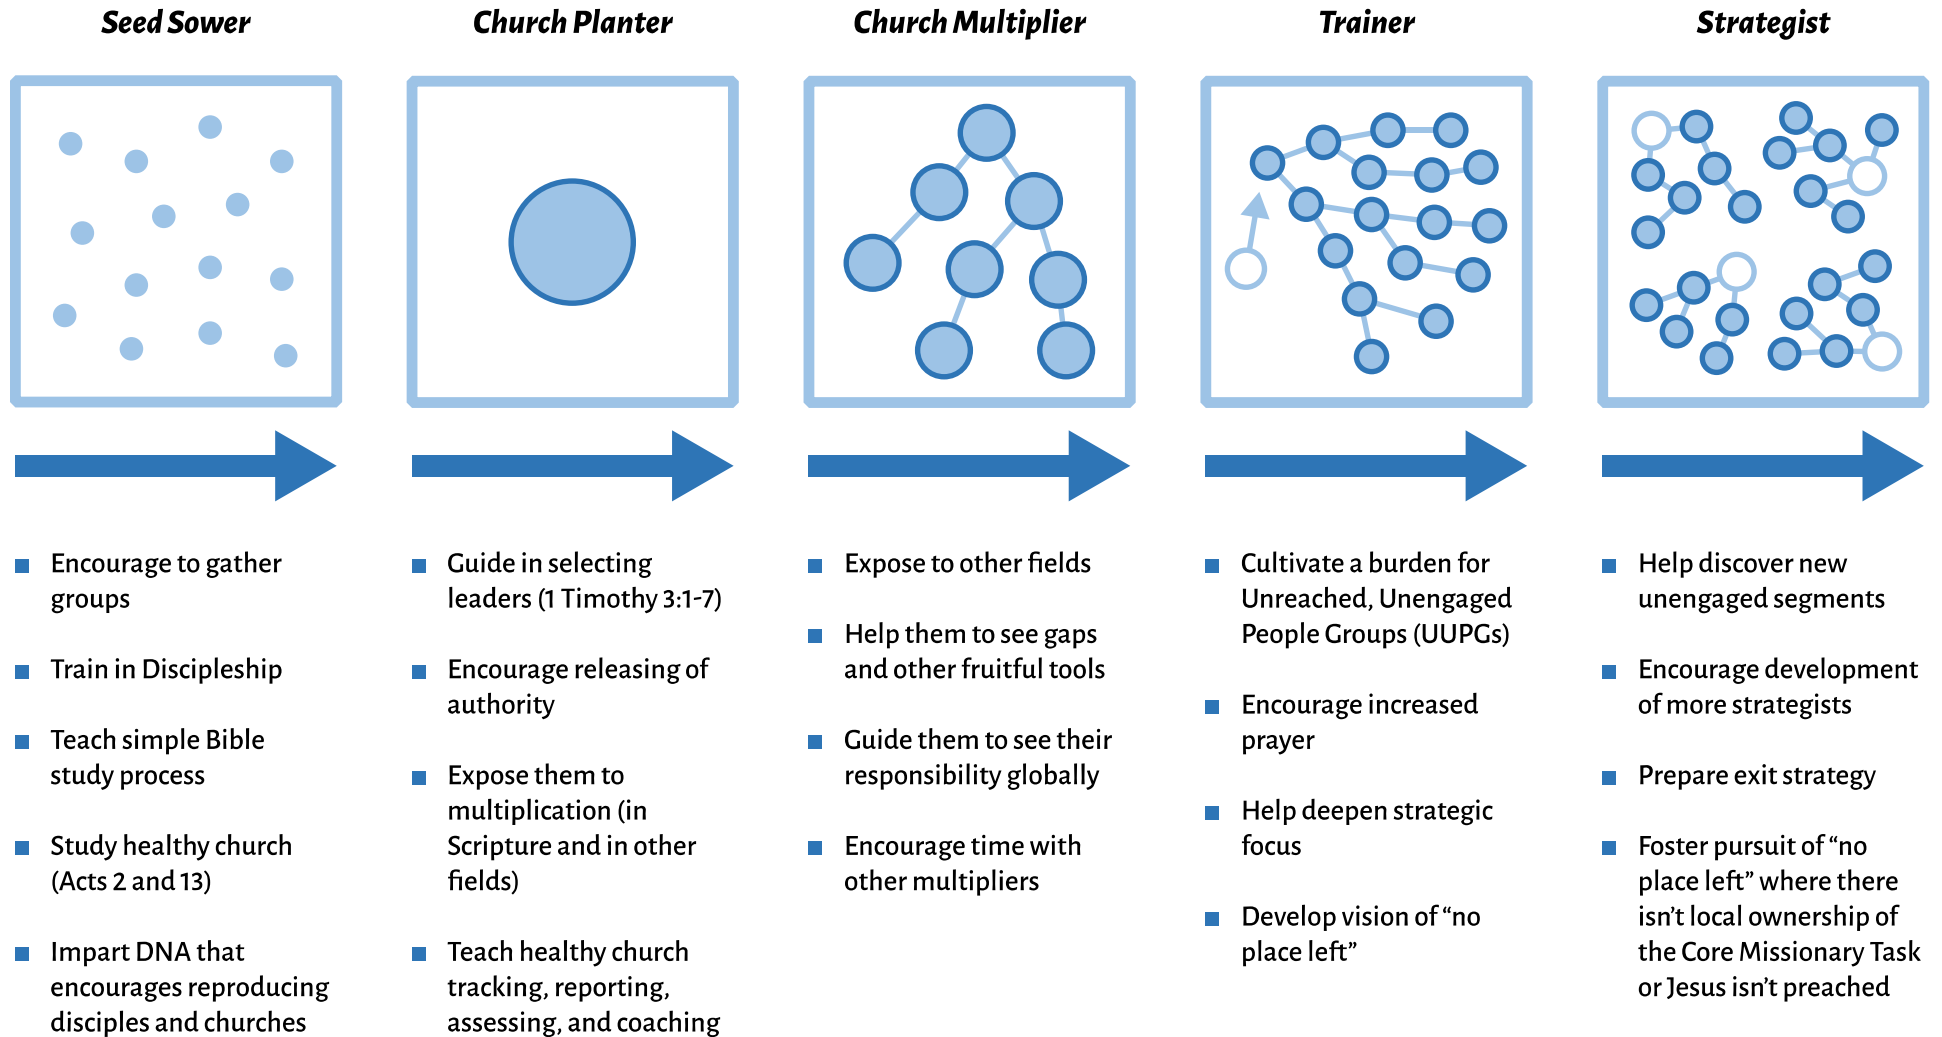 Seed Sower
Church Planter
Church Multiplier
Trainer
Strategist
Encourage to gather
groups
Train in Discipleship
Teach simple Bible
study process
Study healthy church
(Acts 2 and 13)
Impart DNA that
encourages reproducing
disciples and churches
Guide in selecting
leaders (1 Timothy 3:1-7)
Encourage releasing of
authority
Expose them to
multiplication (in
Scripture and in other
fields)
Teach healthy church
tracking, reporting,
assessing, and coaching
Expose to other fields
Help them to see gaps
and other fruitful tools
Guide them to see their
responsibility globally
Encourage time with
other multipliers
Cultivate a burden for
Unreached, Unengaged
People Groups (UUPGs)
Encourage increased
prayer
Help deepen strategic
focus
Develop vision of “no
place left”
Help discover new
unengaged segments
Encourage development
of more strategists
Prepare exit strategy
Foster pursuit of “no
place left” where there
isn’t local ownership of
the Core Missionary Task
or Jesus isn’t preached